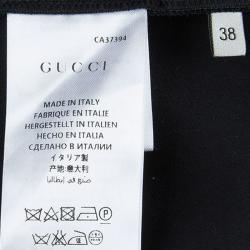 CA37394
38
GUCCI
MADE IN ITALY
FABRIQUE EN ITALIE
HERGESTELLT IN ITALIEN
HECHO EN ITALIA
СДЕЛАНО В ИТАЛИИ
イタリア製
产地:意大利
صنع في إيطاليا